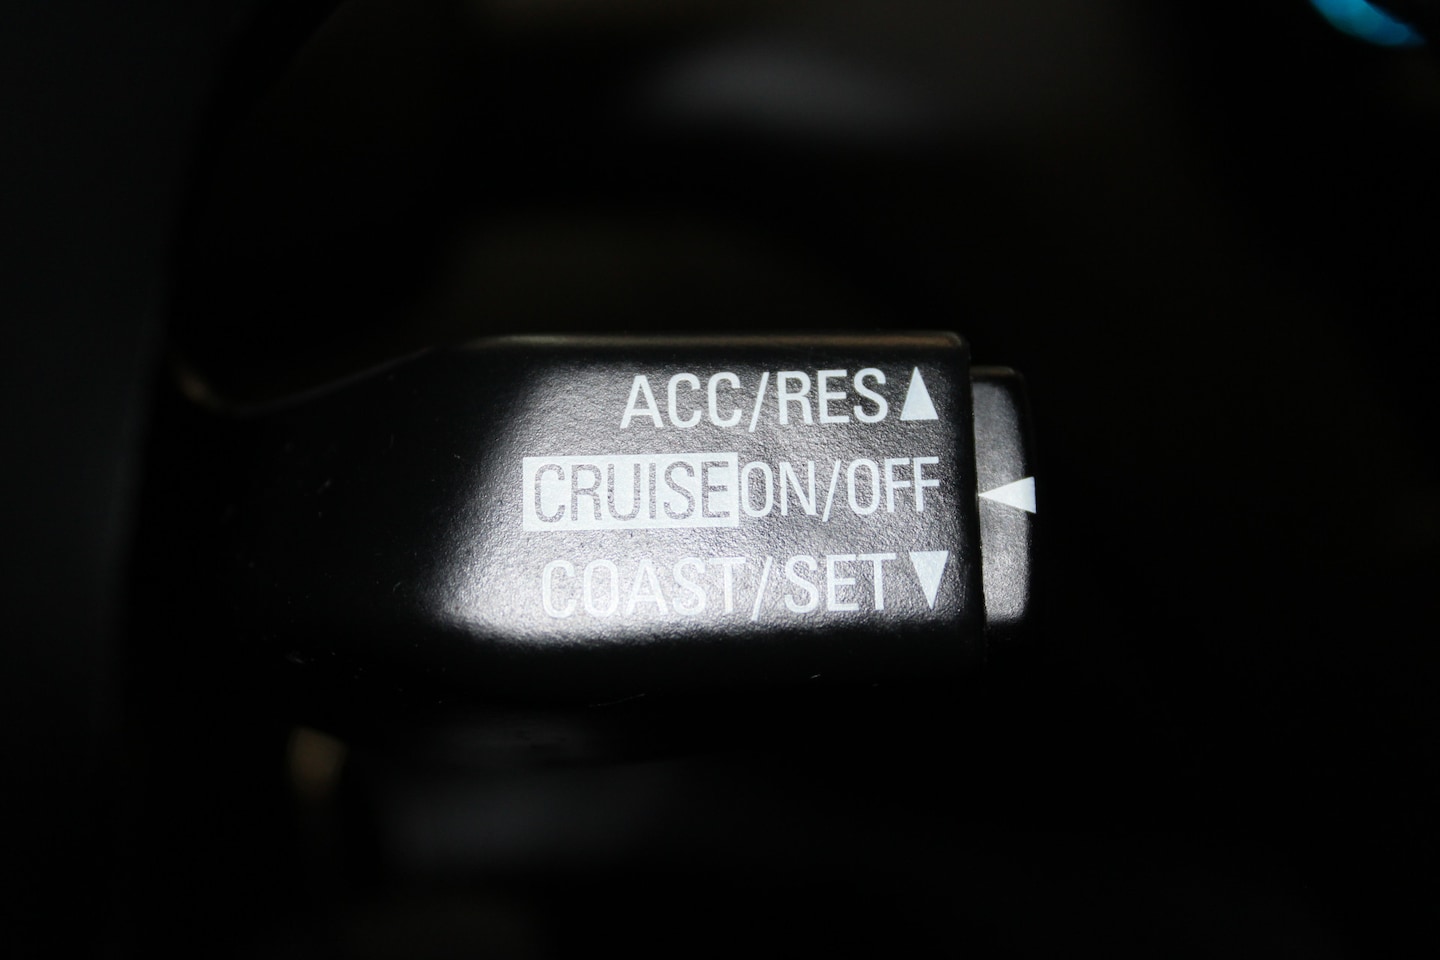 ACC/RES▲
CRUISE ON/OFF
COAST/SET▼